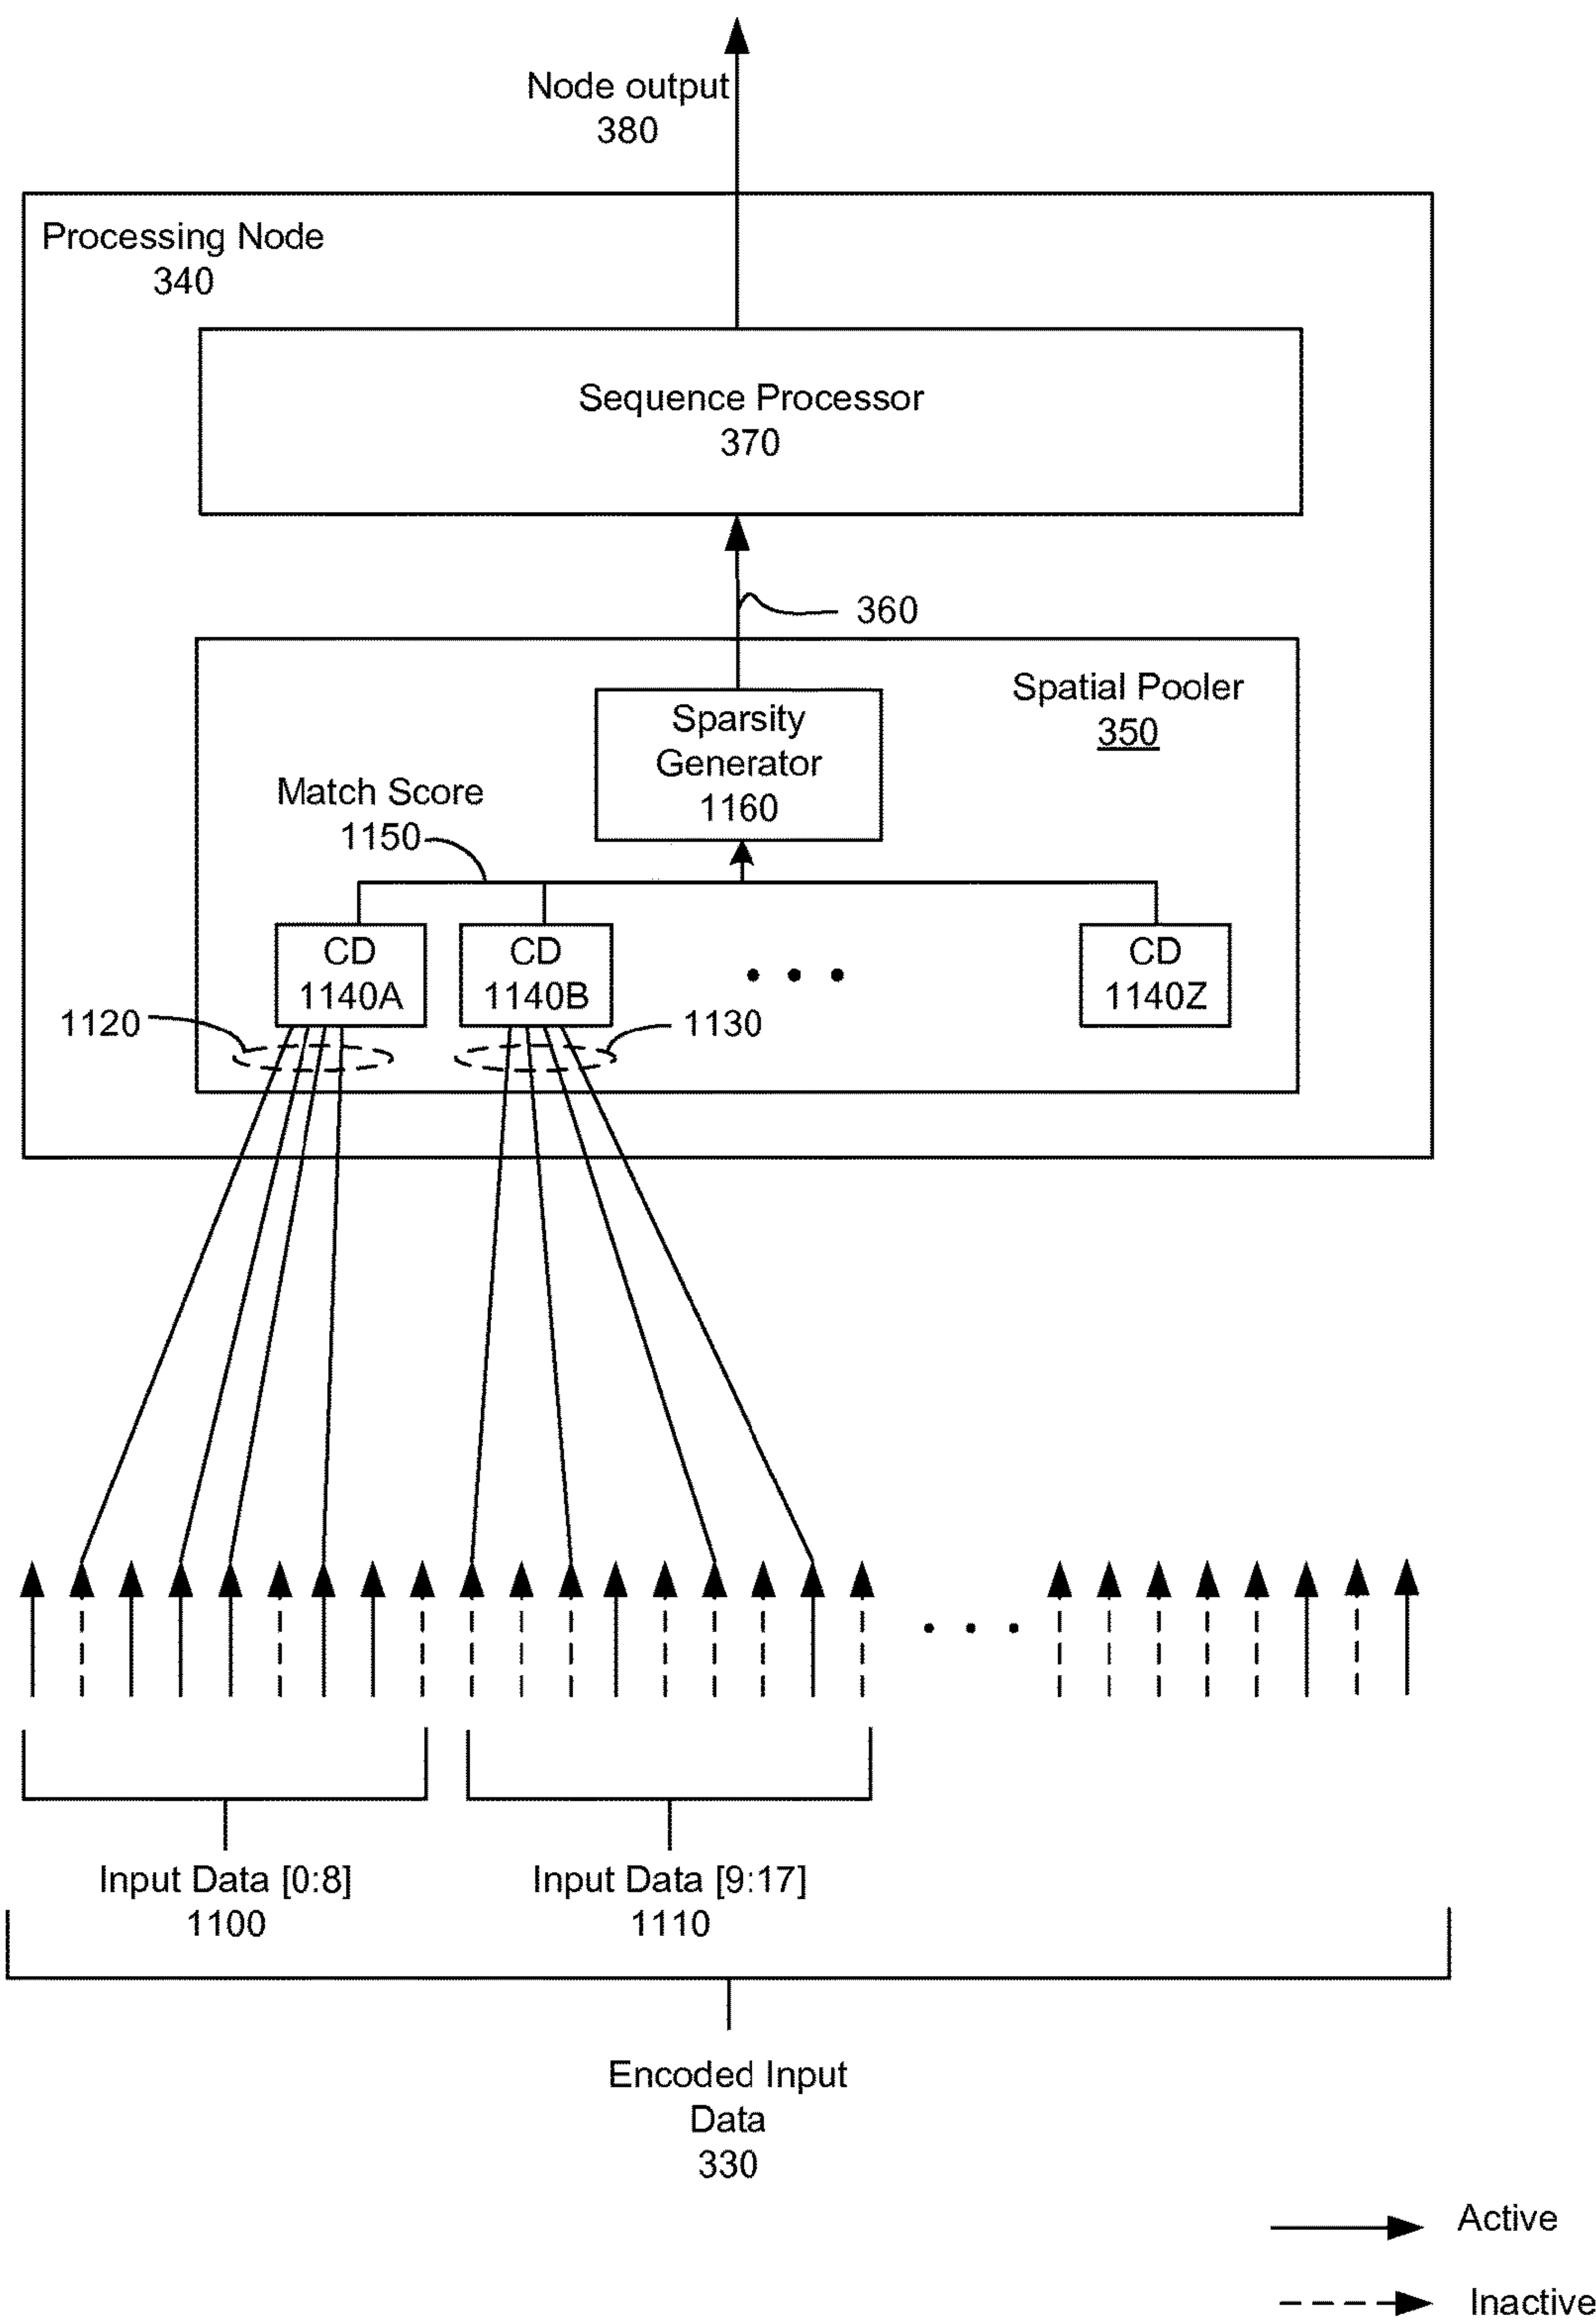 Node output
380
Processing Node
340
Sequence Processor
370
360
Spatial Pooler
350
Sparsity
Generator
1160
Match Score
1150
CD
1140A
CD
1140B
CD
1140Z
1120
1130
Input Data [0:8]
1100
Input Data [9:17]
1110
Encoded Input
Data
330
Active
Inactive